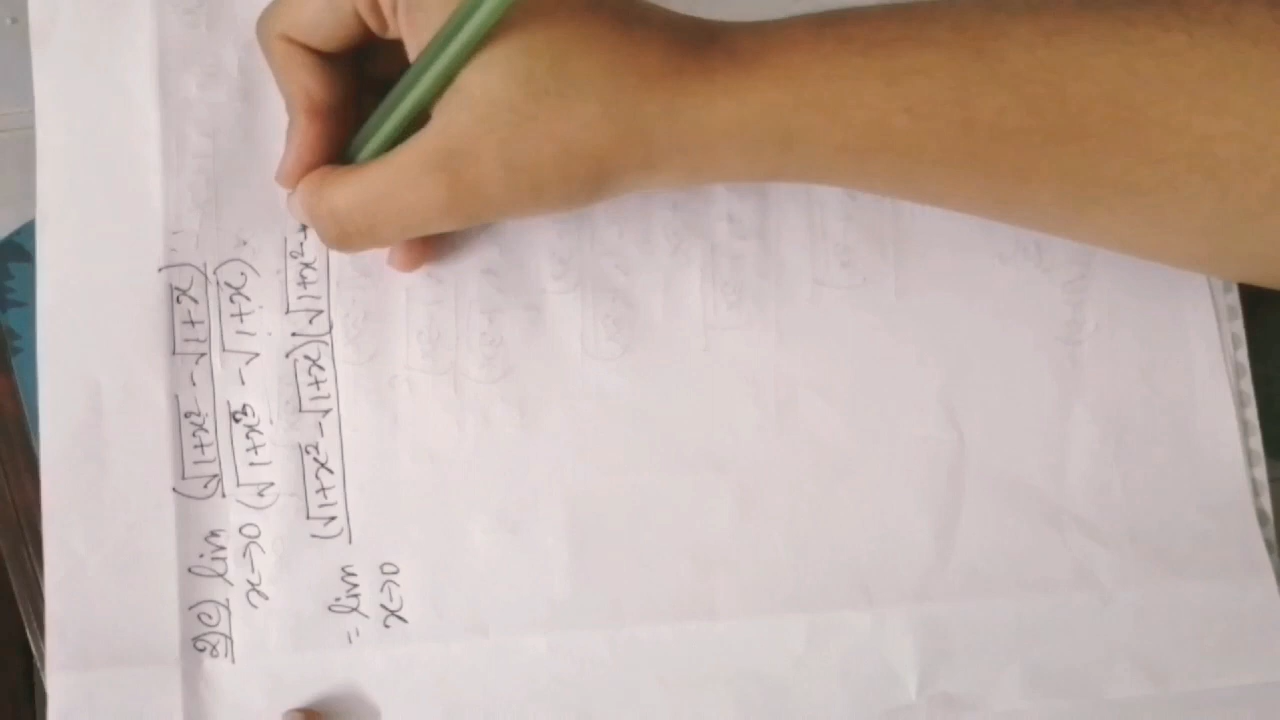 2)c) lim (√1+x² - √1+x)
x→0 (√1+x³ - √1+x)
= lim (√1+x² - √1+x)(√1+x² +
x→0